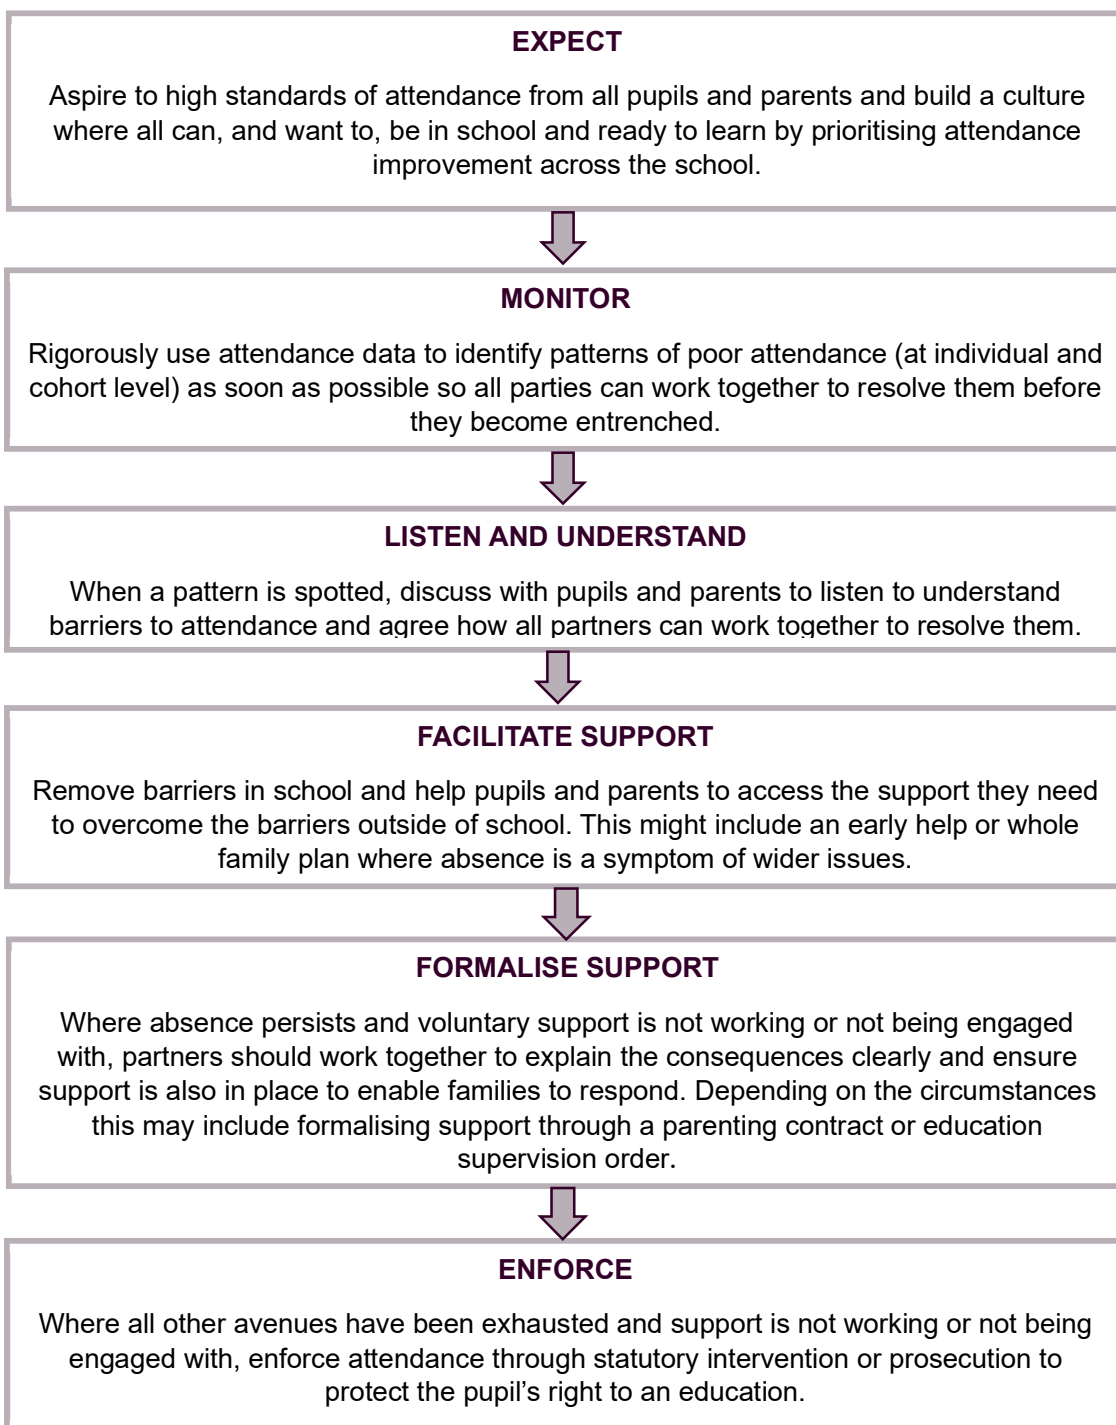 EXPECT
Aspire to high standards of attendance from all pupils and parents and build a culture
where all can, and want to, be in school and ready to learn by prioritising attendance
improvement across the school.
MONITOR
Rigorously use attendance data to identify patterns of poor attendance (at individual and
cohort level) as soon as possible so all parties can work together to resolve them before
they become entrenched.
LISTEN AND UNDERSTAND
When a pattern is spotted, discuss with pupils and parents to listen to understand
barriers to attendance and agree how all partners can work together to resolve them.
FACILITATE SUPPORT
Remove barriers in school and help pupils and parents to access the support they need
to overcome the barriers outside of school. This might include an early help or whole
family plan where absence is a symptom of wider issues.
FORMALISE SUPPORT
Where absence persists and voluntary support is not working or not being engaged
with, partners should work together to explain the consequences clearly and ensure
support is also in place to enable families to respond. Depending on the circumstances
this may include formalising support through a parenting contract or education
supervision order.
ENFORCE
Where all other avenues have been exhausted and support is not working or not being
engaged with, enforce attendance through statutory intervention or prosecution to
protect the pupil’s right to an education.